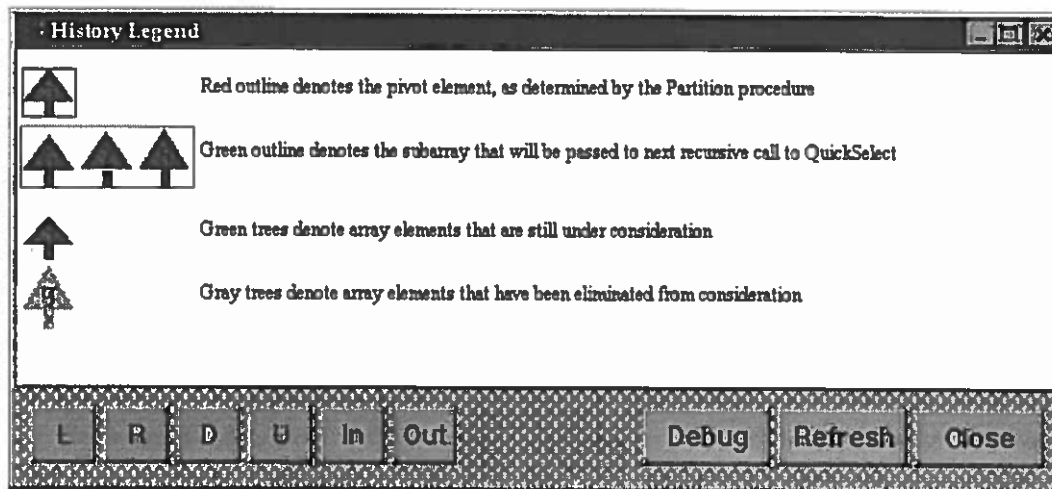 History Legend
Red outline denotes the pivot element, as determined by the Partition procedure
Green outline denotes the subarray that will be passed to next recursive call to QuickSelect
Green trees denote array elements that are still under consideration
Gray trees denote array elements that have been eliminated from consideration
L R D U In Out Debug Refresh Close